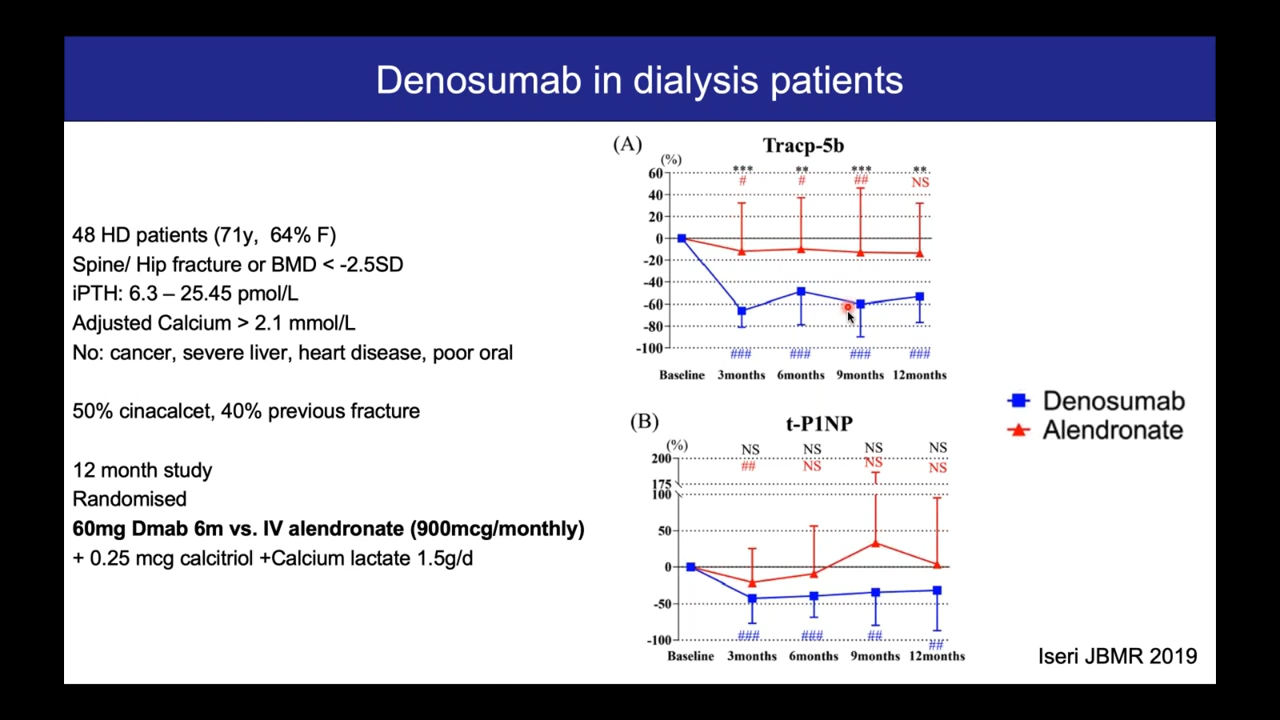 Denosumab in dialysis patients
48 HD patients (71y, 64% F)
Spine/ Hip fracture or BMD < -2.5SD
iPTH: 6.3 – 25.45 pmol/L
Adjusted Calcium > 2.1 mmol/L
No: cancer, severe liver, heart disease, poor oral
50% cinacalcet, 40% previous fracture
12 month study
Randomised
60mg Dmab 6m vs. IV alendronate (900mcg/monthly)
+ 0.25 mcg calcitriol +Calcium lactate 1.5g/d
(A)
Tracp-5b
(%)
*** ** *** **
# # ## NS
60
40
20
0
-20
-40
-60
-80
-100
### ### ### ###
Baseline 3months 6months 9months 12months
(B)
t-P1NP
(%)
NS NS NS NS
## NS NS NS
200
175
100
50
0
-50
-100
### ### ## ##
Baseline 3months 6months 9months 12months
Denosumab
Alendronate
Iseri JBMR 2019